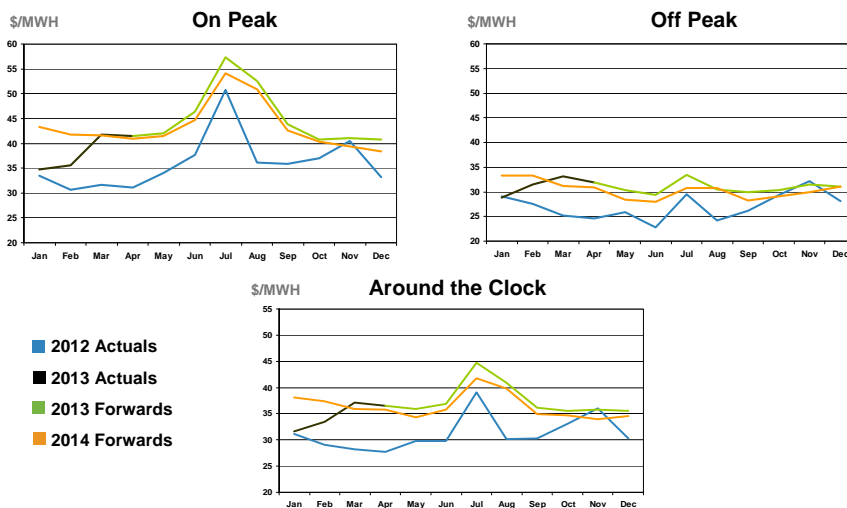 $/MWH On Peak
60
55
50
45
40
35
30
25
20
Jan Feb Mar Apr May Jun Jul Aug Sep Oct Nov Dec
$/MWH Off Peak
60
55
50
45
40
35
30
25
20
Jan Feb Mar Apr May Jun Jul Aug Sep Oct Nov Dec
$/MWH Around the Clock
55
50
45
40
35
30
25
20
Jan Feb Mar Apr May Jun Jul Aug Sep Oct Nov Dec
2012 Actuals
2013 Actuals
2013 Forwards
2014 Forwards